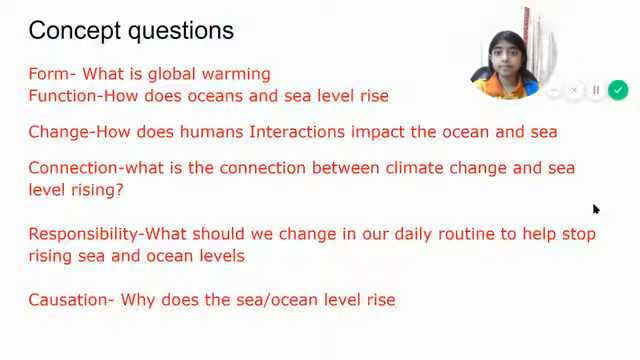 Concept questions
Form- What is global warming
Function-How does oceans and sea level rise
Change-How does humans Interactions impact the ocean and sea
Connection-what is the connection between climate change and sea
level rising?
Responsibility-What should we change in our daily routine to help stop
rising sea and ocean levels
Causation- Why does the sea/ocean level rise